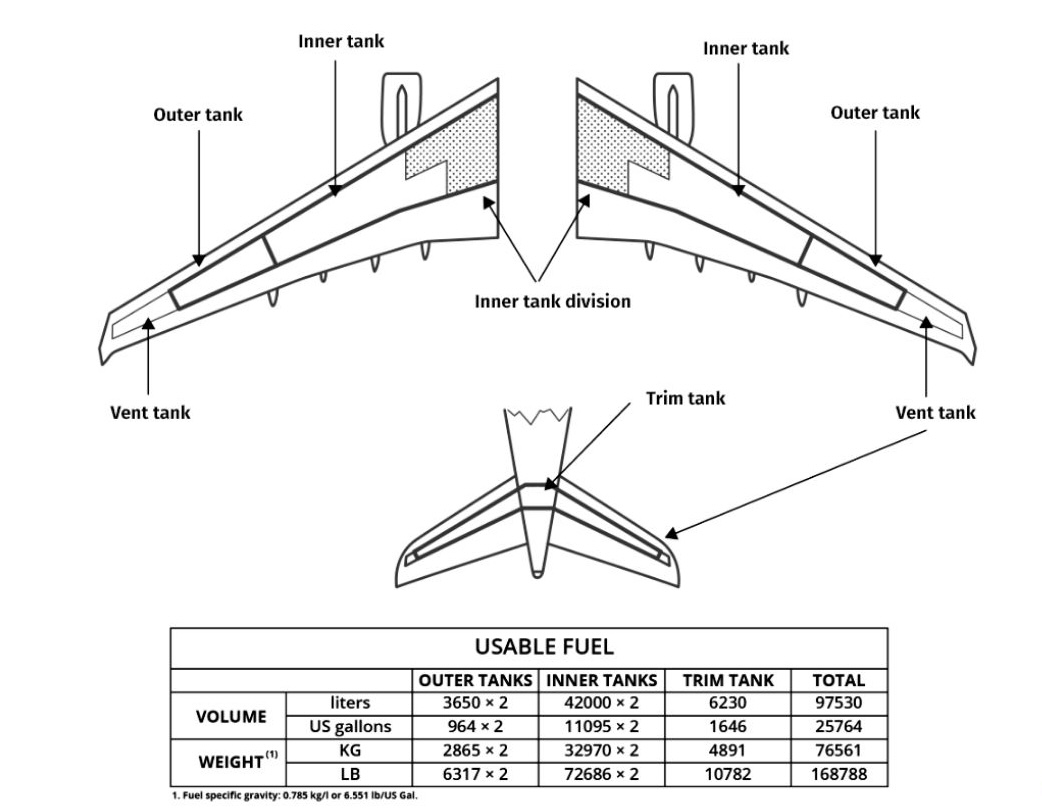 Inner tank
Inner tank
Outer tank
Outer tank
Inner tank division
Trim tank
Vent tank
Vent tank
USABLE FUEL
OUTER TANKS INNER TANKS TRIM TANK TOTAL
VOLUME
liters 3650 × 2 42000 × 2 6230 97530
US gallons 964 × 2 11095 × 2 1646 25764
WEIGHT(1)
KG 2865 × 2 32970 × 2 4891 76561
LB 6317 × 2 72686 × 2 10782 168788
1. Fuel specific gravity: 0.785 kg/l or 6.551 lb/US Gal.